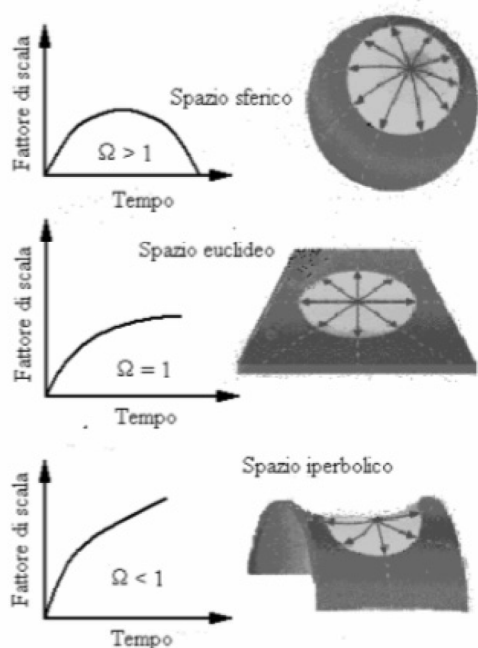 Fattore di scala
Spazio sferico
Ω > 1
Tempo
Fattore di scala
Spazio euclideo
Ω = 1
Tempo
Fattore di scala
Spazio iperbolico
Ω < 1
Tempo